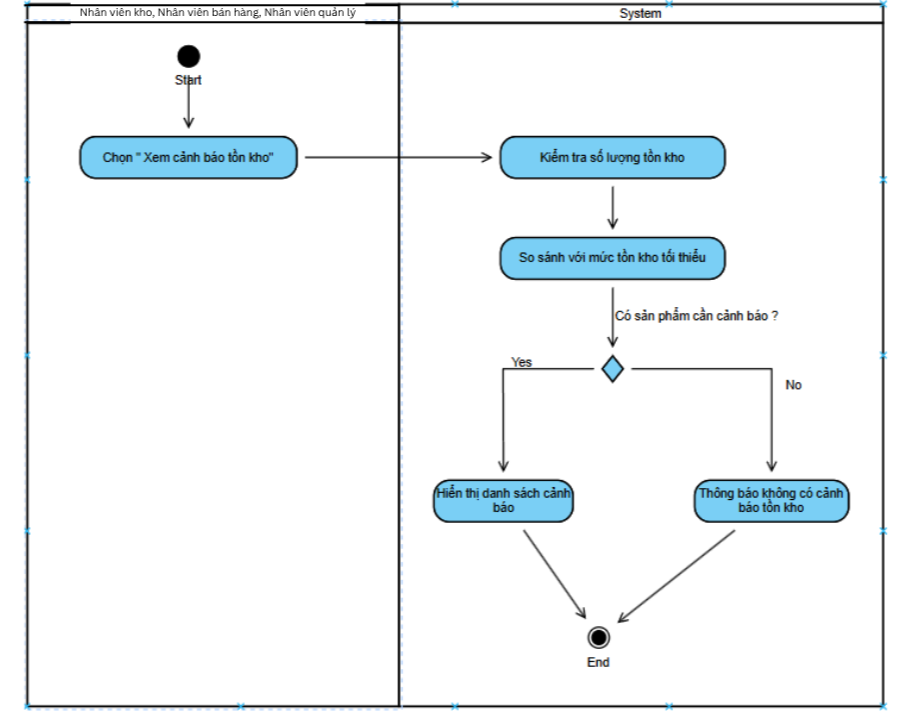 Nhân viên kho, Nhân viên bán hàng, Nhân viên quản lý
System
Start
Chọn " Xem cảnh báo tồn kho"
Kiểm tra số lượng tồn kho
So sánh với mức tồn kho tối thiểu
Có sản phẩm cần cảnh báo ?
Yes
No
Hiển thị danh sách cảnh
báo
Thông báo không có cảnh
báo tồn kho
End